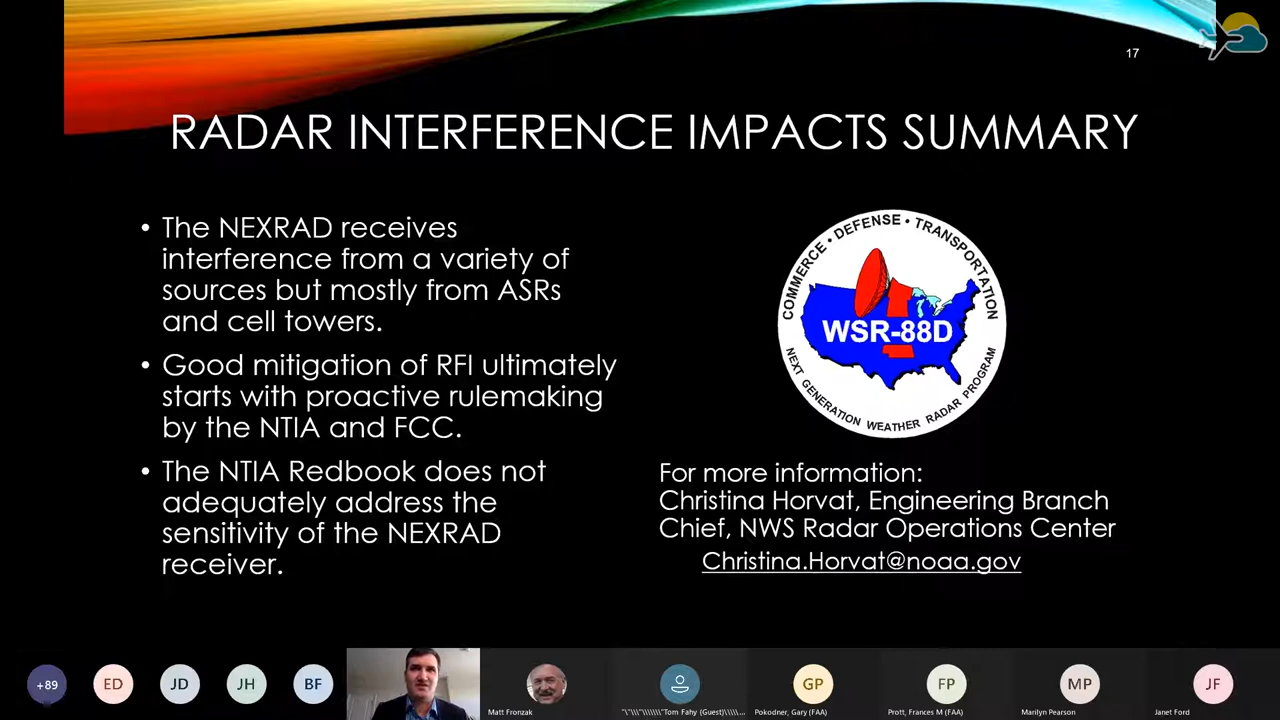 17
RADAR INTERFERENCE IMPACTS SUMMARY
• The NEXRAD receives
interference from a variety of
sources but mostly from ASRs
and cell towers.
• Good mitigation of RFI ultimately
starts with proactive rulemaking
by the NTIA and FCC.
• The NTIA Redbook does not
adequately address the
sensitivity of the NEXRAD
receiver.
COMMERCE • DEFENSE • TRANSPORTATION
WSR-88D
NEXT GENERATION WEATHER RADAR PROGRAM
For more information:
Christina Horvat, Engineering Branch
Chief, NWS Radar Operations Center
Christina.Horvat@noaa.gov
+89
ED
JD
JH
BF
GP
FP
MP
JF
Matt Fronzak
"\"\\"\\\\\\\"Tom Fahy (Guest)\\\\\...
Pokodner, Gary (FAA)
Prott, Frances M (FAA)
Marilyn Pearson
Janet Ford